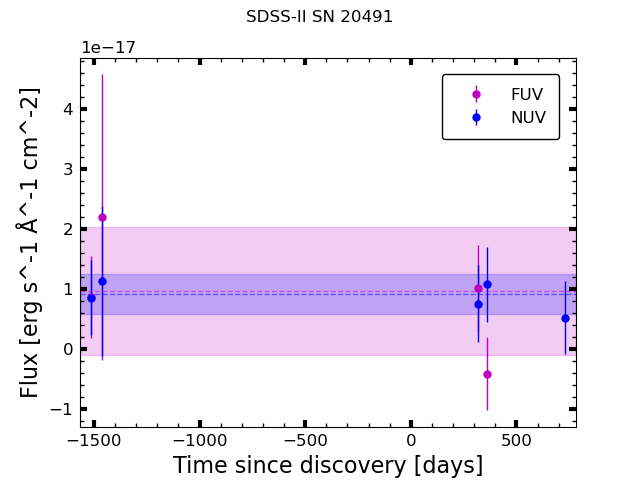 SDSS-II SN 20491
1e−17
FUV
NUV
4
3
2
1
0
−1
Flux [erg s^-1 Å^-1 cm^-2]
−1500 −1000 −500 0 500
Time since discovery [days]